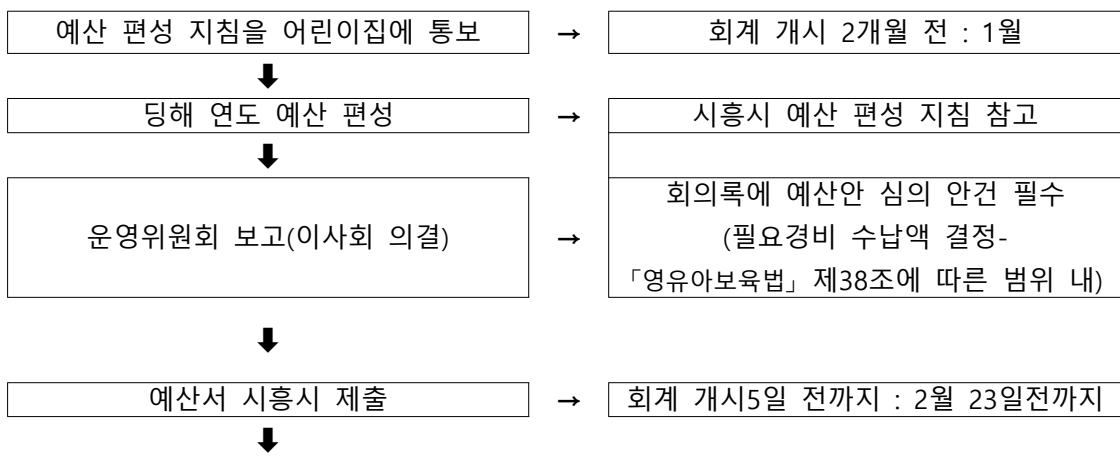 예산 편성 지침을 어린이집에 통보 → 회계 개시 2개월 전 : 1월
딩해 연도 예산 편성 → 시흥시 예산 편성 지침 참고
운영위원회 보고(이사회 의결) →
회의록에 예산안 심의 안건 필수
(필요경비 수납액 결정-
「영유아보육법」 제38조에 따른 범위 내)
예산서 시흥시 제출 → 회계 개시5일 전까지 : 2월 23일전까지